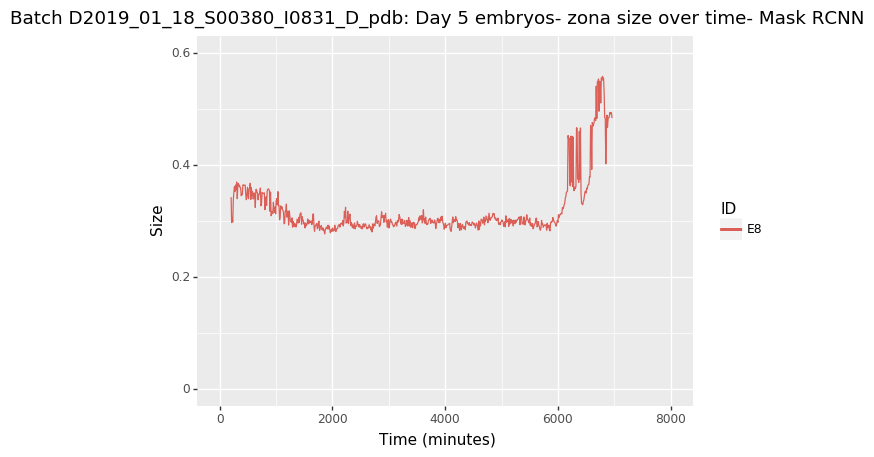 Batch D2019_01_18_S00380_I0831_D_pdb: Day 5 embryos- zona size over time- Mask RCNN
0.6
0.4
0.2
0
Size
0
2000
4000
6000
8000
Time (minutes)
ID
E8